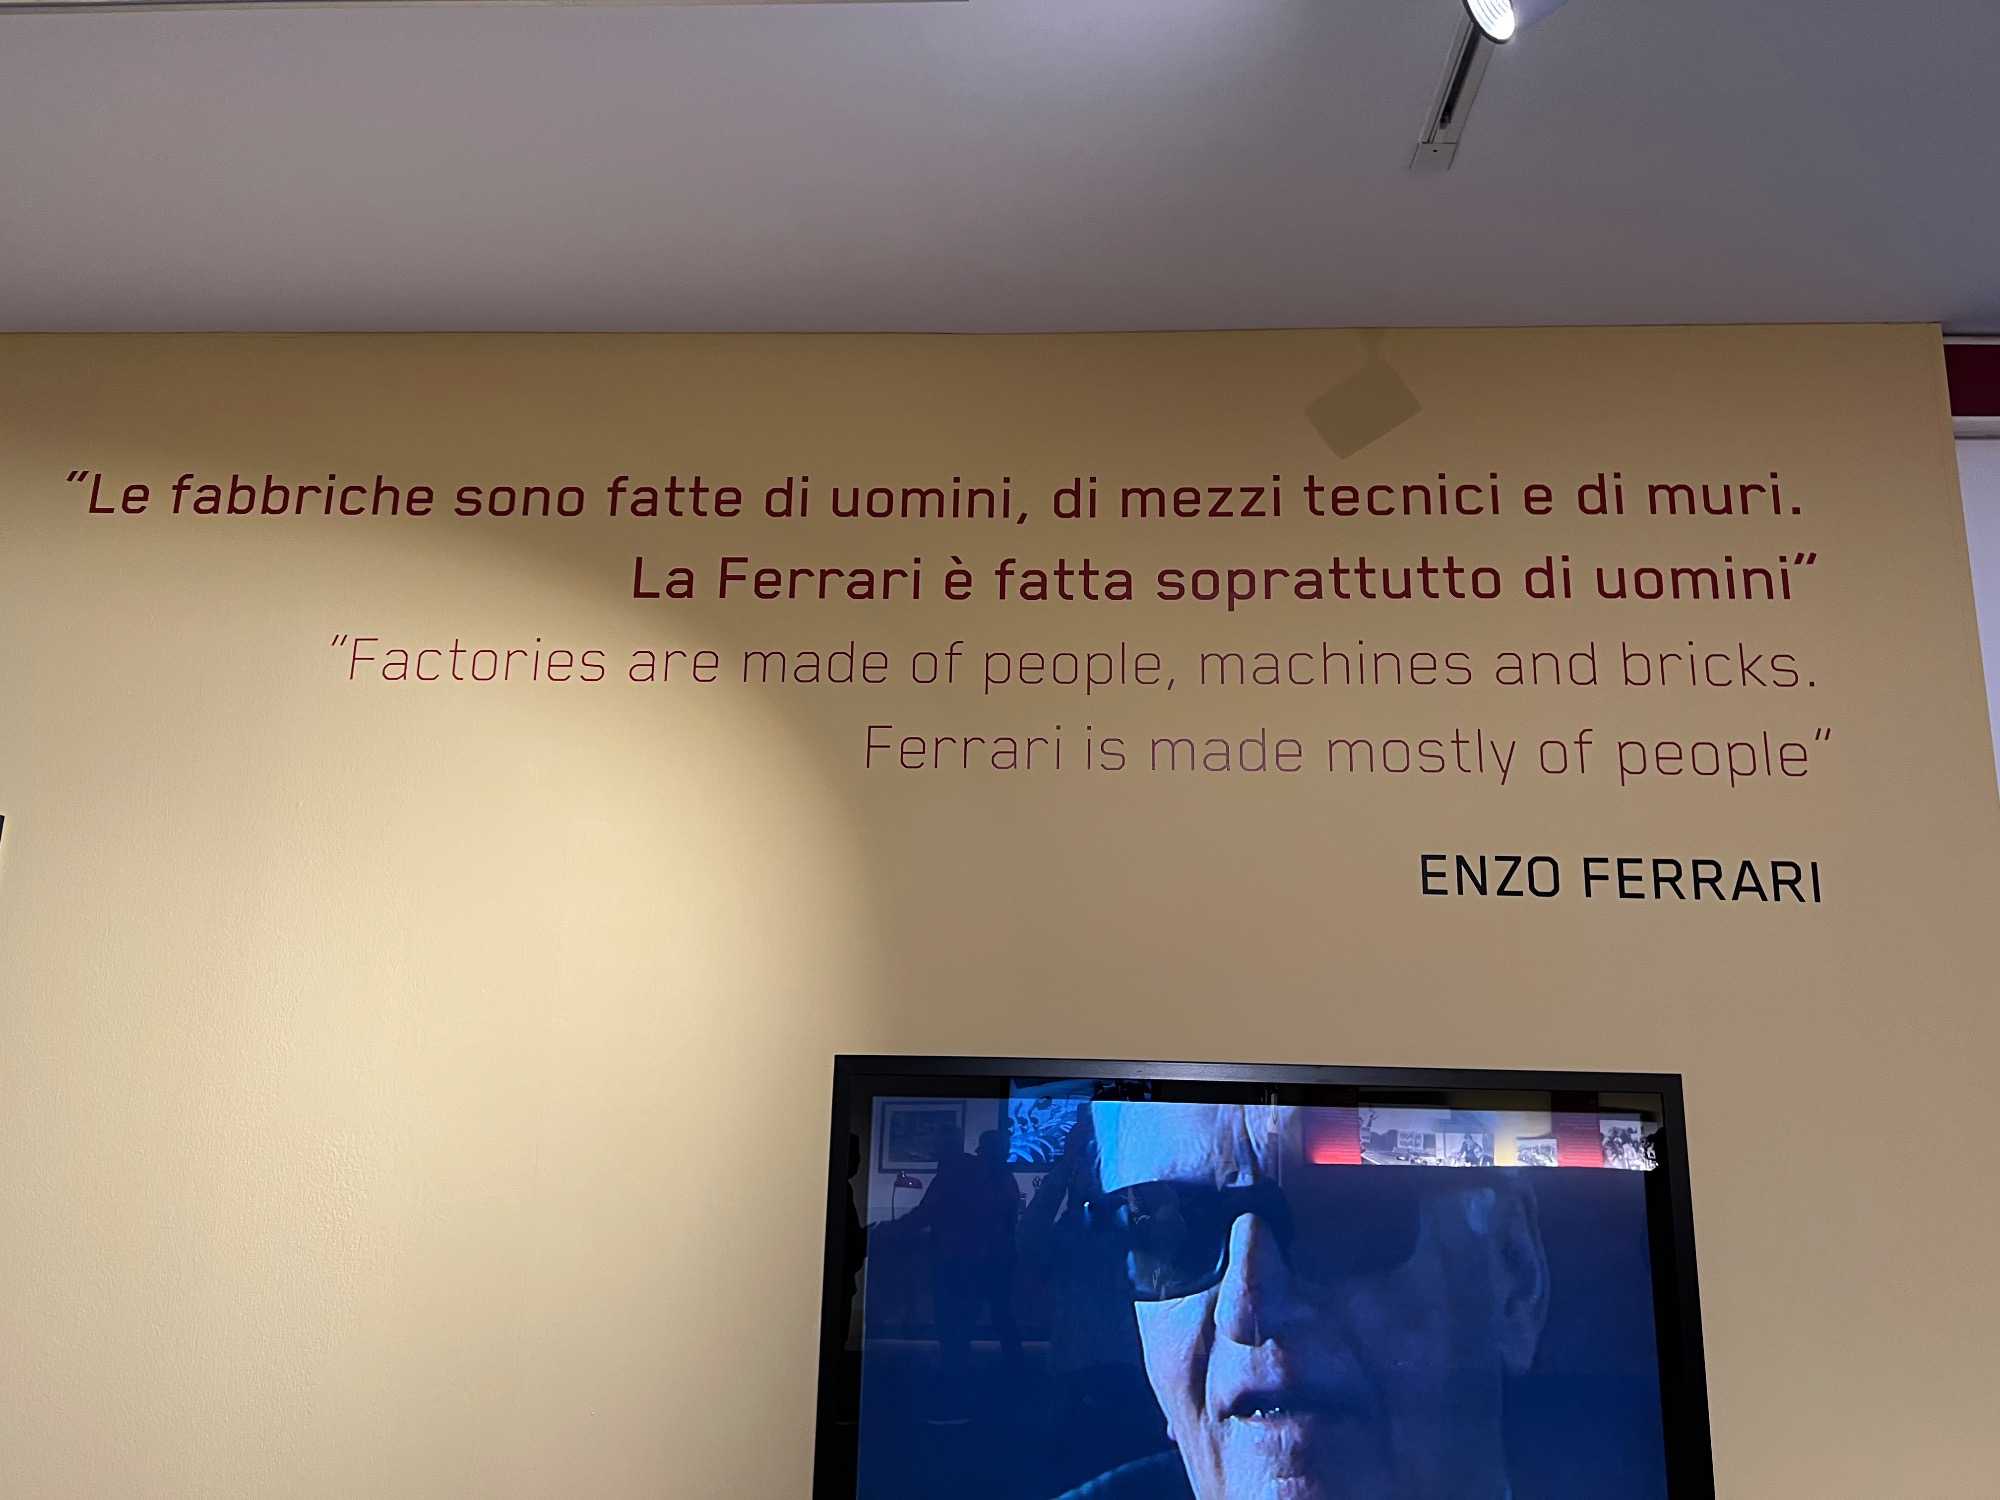 “Le fabbriche sono fatte di uomini, di mezzi tecnici e di muri.
La Ferrari è fatta soprattutto di uomini”
“Factories are made of people, machines and bricks.
Ferrari is made mostly of people”
ENZO FERRARI